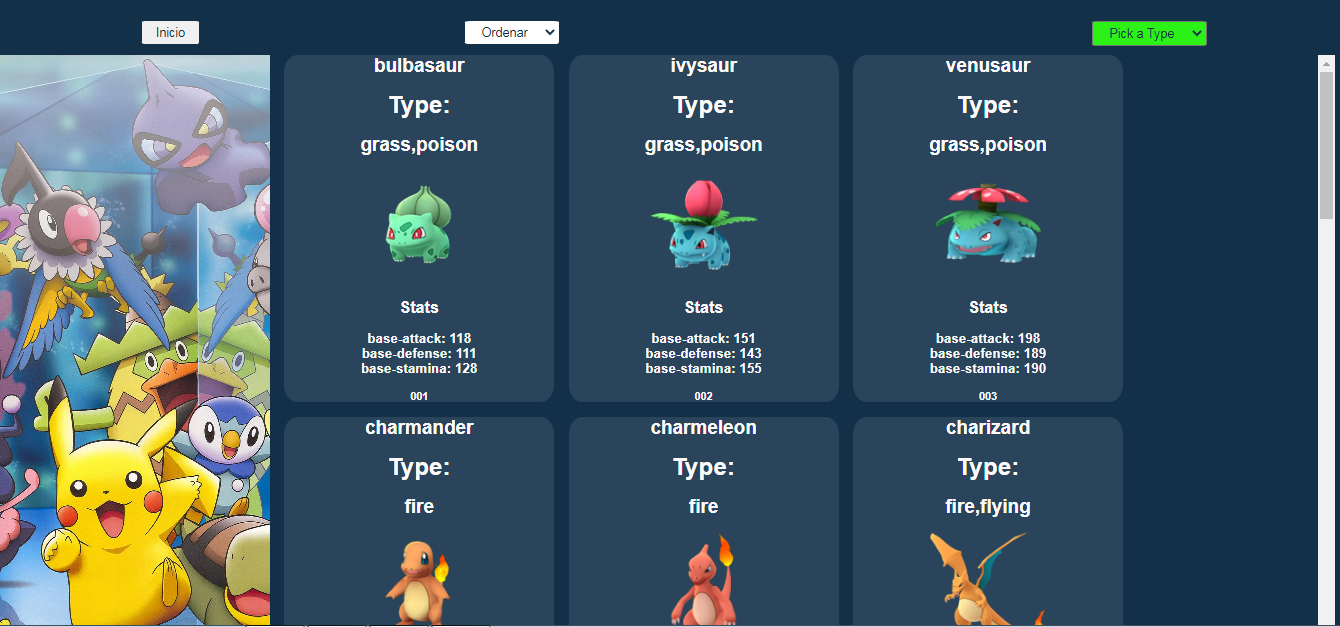 Inicio
Ordenar
Pick a Type
bulbasaur
Type:
grass,poison
Stats
base-attack: 118
base-defense: 111
base-stamina: 128
001
ivysaur
Type:
grass,poison
Stats
base-attack: 151
base-defense: 143
base-stamina: 155
002
venusaur
Type:
grass,poison
Stats
base-attack: 198
base-defense: 189
base-stamina: 190
003
charmander
Type:
fire
charmeleon
Type:
fire
charizard
Type:
fire,flying